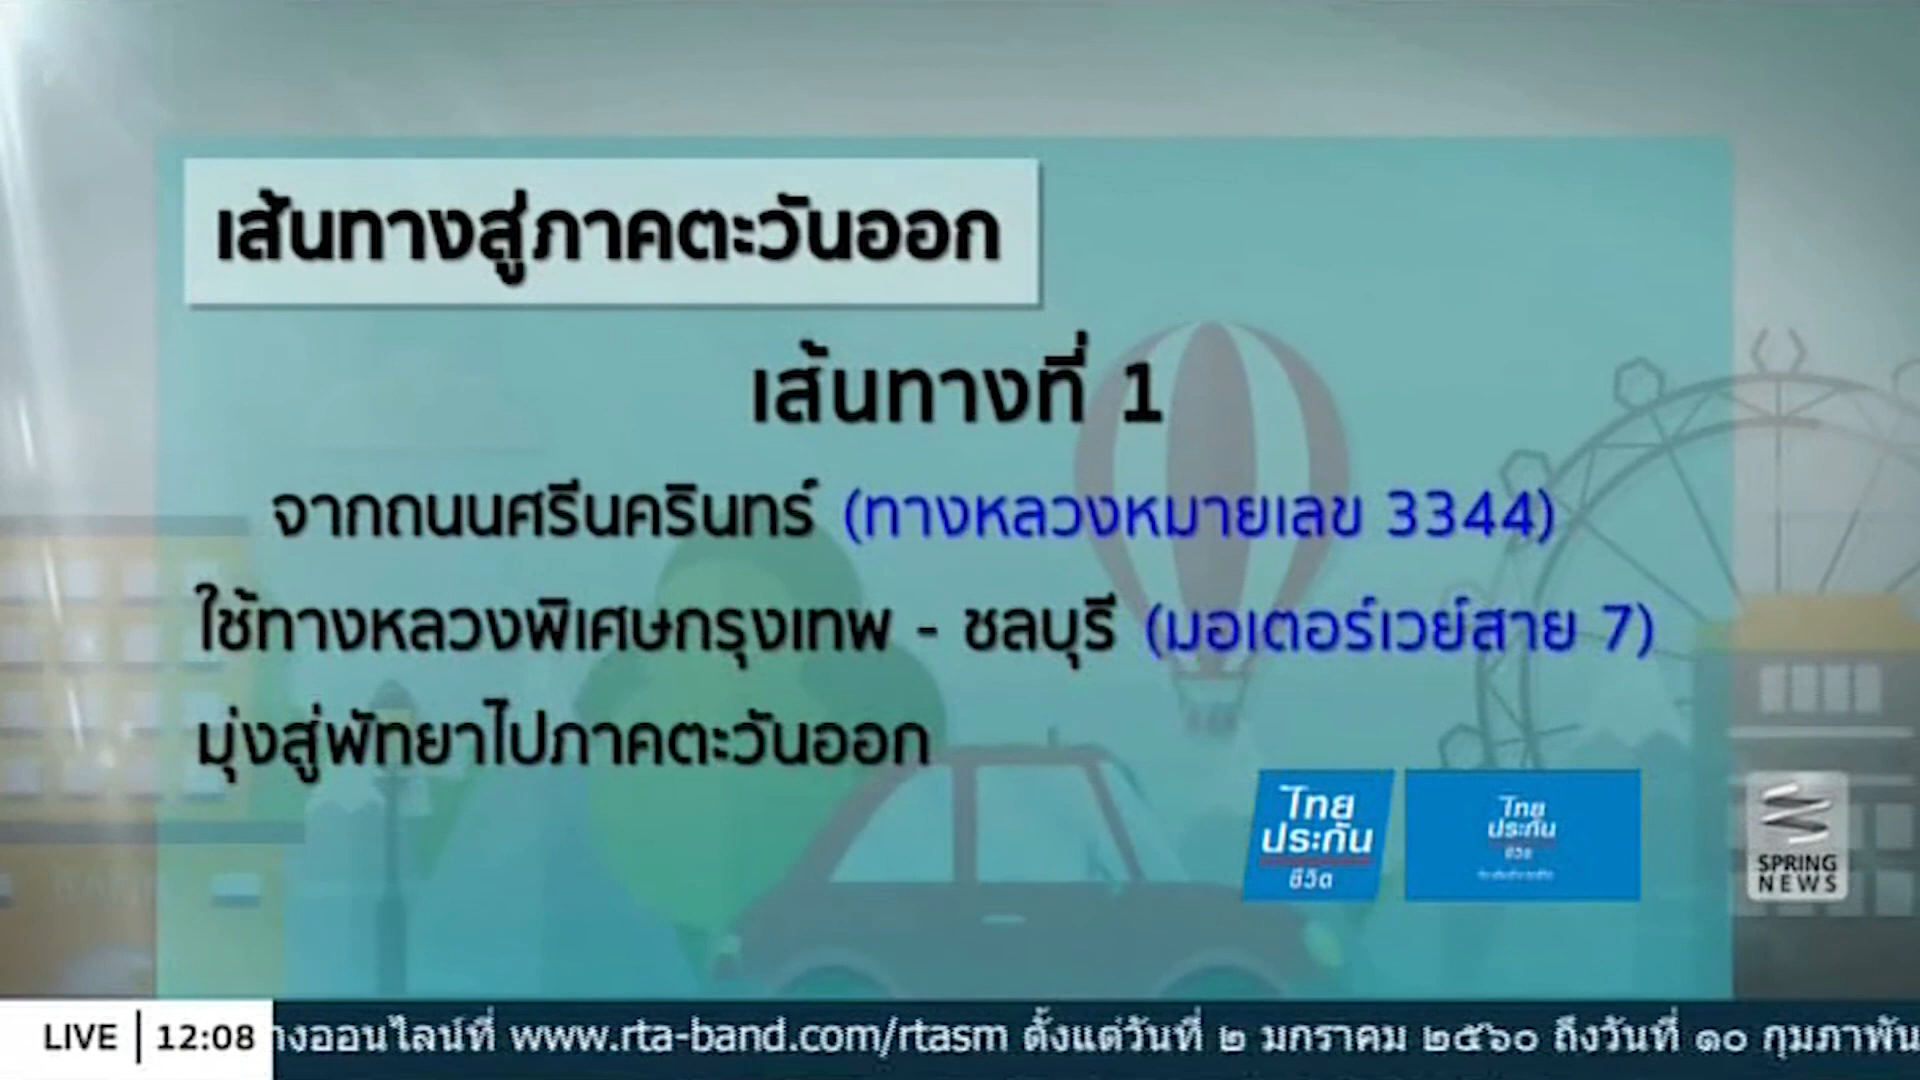 เส้นทางสู่ภาคตะวันออก
เส้นทางที่ 1
จากถนนศรีนครินทร์ (ทางหลวงหมายเลข 3344)
ใช้ทางหลวงพิเศษกรุงเทพ - ชลบุรี (มอเตอร์เวย์สาย 7)
มุ่งสู่พัทยาไปภาคตะวันออก
ไทย
ประกัน
ชีวิต
ไทย
ประกัน
ชีวิต
SPRING
NEWS
LIVE 12:08 างออนไลน์ที่ www.rta-band.com/rtasm ตั้งแต่วันที่ ๒ มกราคม ๒๕๖๐ ถึงวันที่ ๑๐ กุมภาพัน